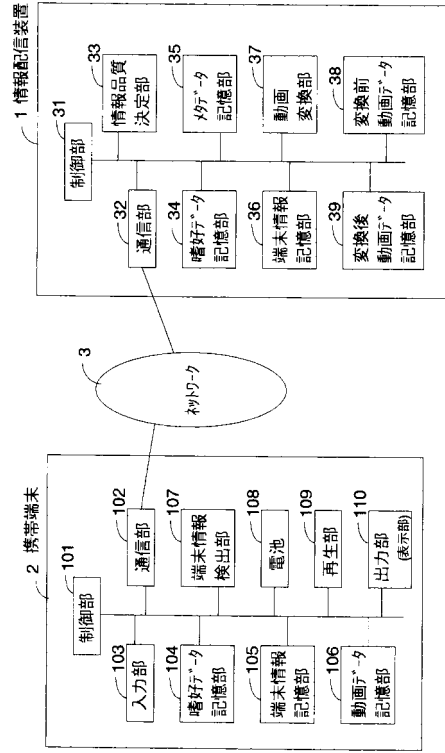 1 情報配信装置
31
制御部
32
通信部
33
情報品質
決定部
34
嗜好データ
記憶部
35
メタデータ
記憶部
36
端末情報
記憶部
37
動画
変換部
39
変換後
動画データ
記憶部
38
変換前
動画データ
記憶部
3
ネットワーク
2 携帯端末
101
制御部
103
入力部
102
通信部
104
嗜好データ
記憶部
107
端末情報
検出部
105
端末情報
記憶部
108
電池
109
再生部
106
動画データ
記憶部
110
出力部
(表示部)